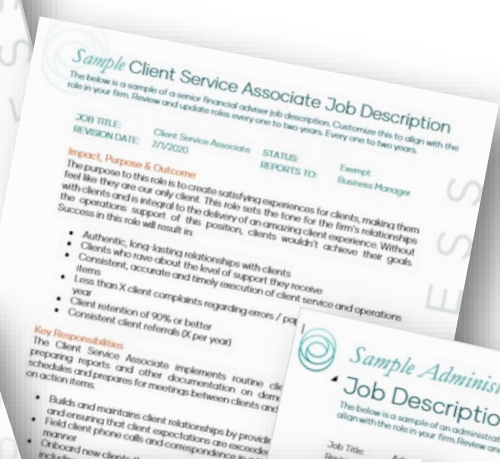 Sample Client Service Associate Job Description
The below is a sample of a senior financial adviser job description. Customize this to align with the
role in your firm. Review and update roles every one to two years. Every one to two years.
JOB TITLE: Client Service Associate STATUS: Exempt
REVISION DATE: 7/1/2020 REPORTS TO: Business Manager
Impact, Purpose & Outcome
The purpose to this role is to create satisfying experiences for clients, making them
feel like they are our only client. This role sets the tone for the firm's relationships
with clients and is integral to the delivery of an amazing client experience. Without
the operations support of this position, clients wouldn't achieve their goals.
Success in this role will result in:
• Authentic, long-lasting relationships with clients
• Clients who rave about the level of support they receive
• Consistent, accurate and timely execution of client service and operations
items
• Less than X client complaints regarding errors / pa
year
• Client retention of 90% or better
• Consistent client referrals (X per year)
Key Responsibilities
The Client Service Associate implements routine cli
preparing reports and other documentation on dem
schedules and prepares for meetings between clients and
on action items.
• Builds and maintains client relationships by providin
and ensuring that client expectations are exceede
• Field client phone calls and correspondence in
manner
• Onboard new clients
Sample Adminis
Job Descriptio
The below is a sample of an administrat
align with the role in your firm. Review a
Job Title:
E S S